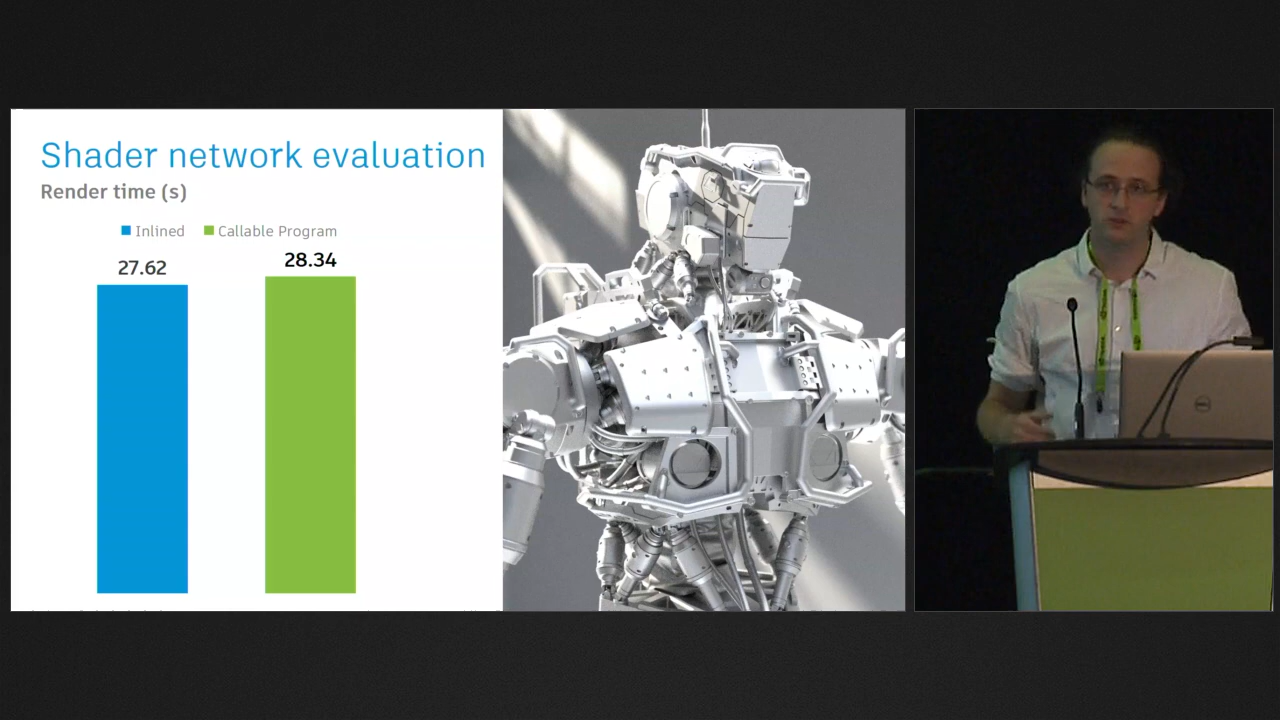 Shader network evaluation
Render time (s)
Inlined
Callable Program
27.62
28.34